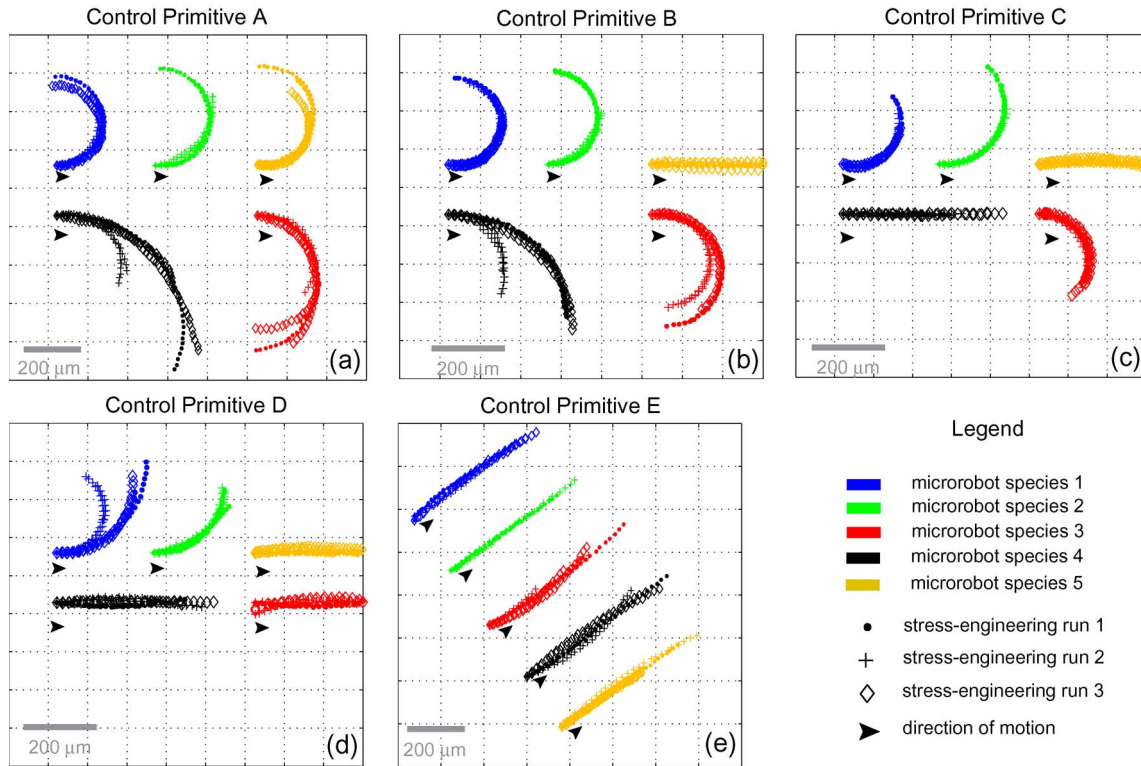 Control Primitive A
Control Primitive B
Control Primitive C
200 μm
(a)
200 μm
(b)
200 μm
(c)
Control Primitive D
Control Primitive E
200 μm
(d)
200 μm
(e)
Legend
microrobot species 1
microrobot species 2
microrobot species 3
microrobot species 4
microrobot species 5
stress-engineering run 1
stress-engineering run 2
stress-engineering run 3
direction of motion